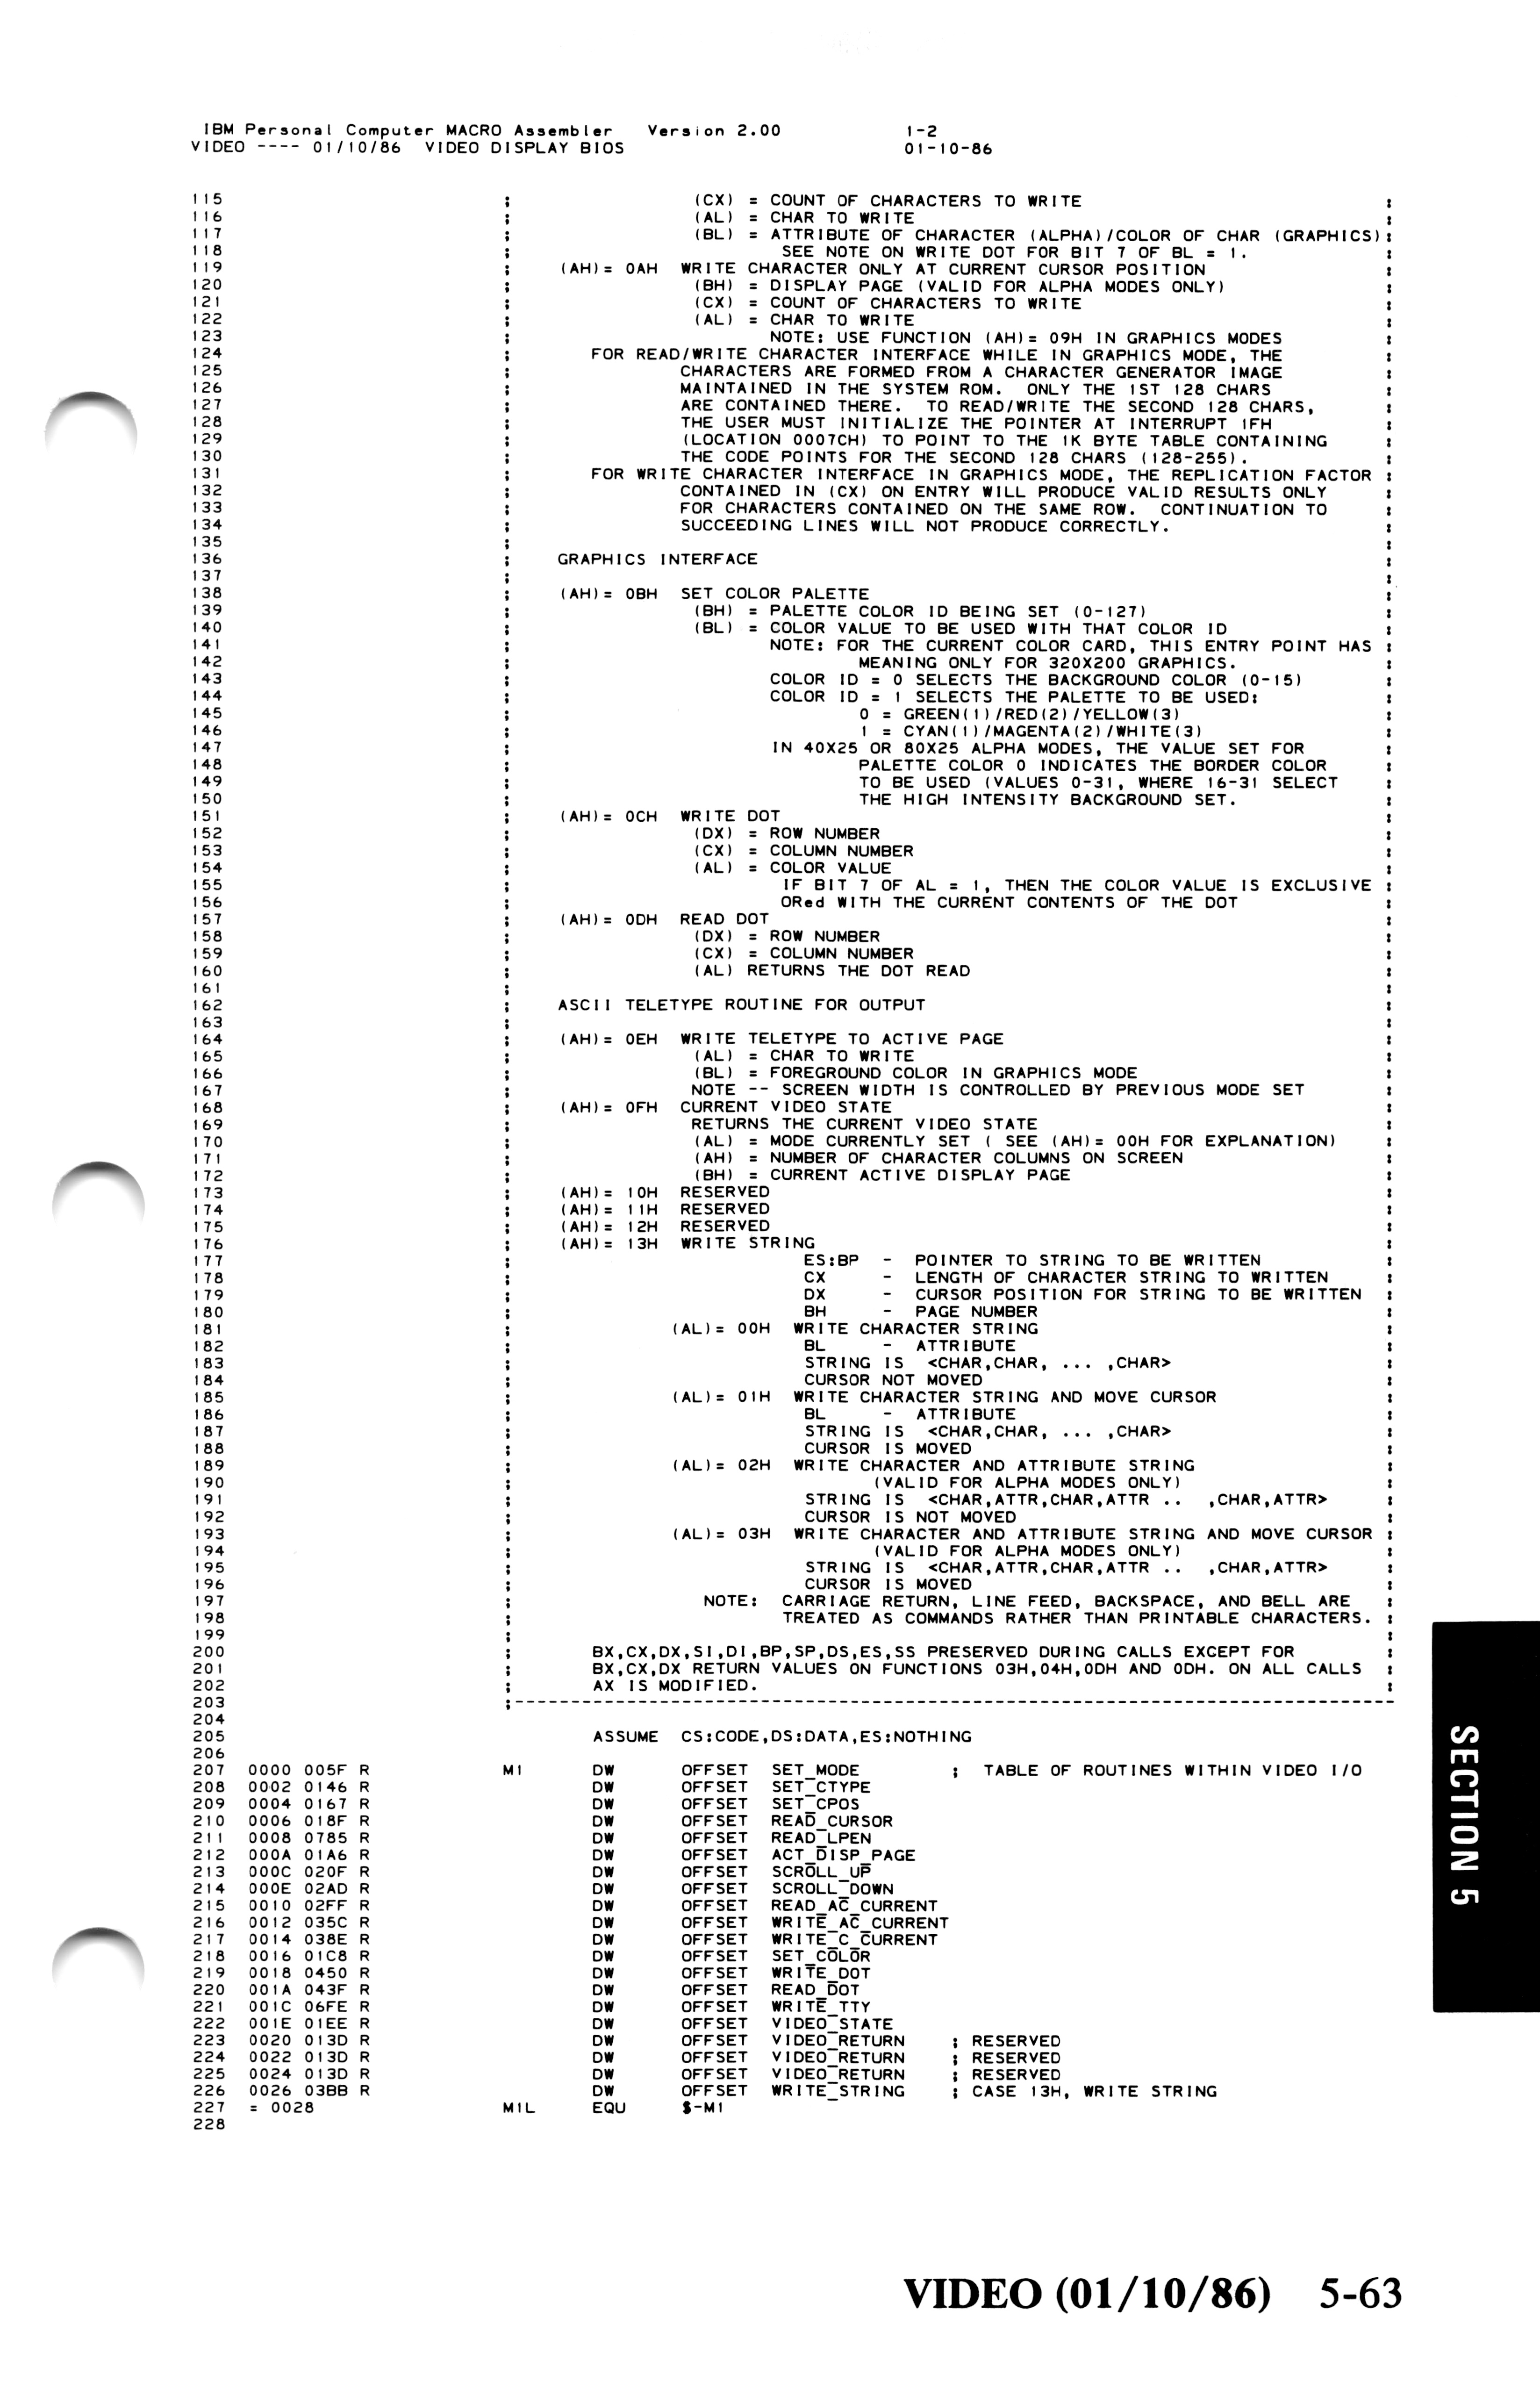 IBM Personal Computer MACRO Assembler   Version 2.00          1-2
VIDEO ---- 01/10/86  VIDEO DISPLAY BIOS                       01-10-86
115 ; (CX) = COUNT OF CHARACTERS TO WRITE :
116 ; (AL) = CHAR TO WRITE :
117 ; (BL) = ATTRIBUTE OF CHARACTER (ALPHA)/COLOR OF CHAR (GRAPHICS) :
118 ; SEE NOTE ON WRITE DOT FOR BIT 7 OF BL = 1. :
119 ; (AH)= 0AH WRITE CHARACTER ONLY AT CURRENT CURSOR POSITION :
120 ; (BH) = DISPLAY PAGE (VALID FOR ALPHA MODES ONLY) :
121 ; (CX) = COUNT OF CHARACTERS TO WRITE :
122 ; (AL) = CHAR TO WRITE :
123 ; NOTE: USE FUNCTION (AH)= 09H IN GRAPHICS MODES :
124 ; FOR READ/WRITE CHARACTER INTERFACE WHILE IN GRAPHICS MODE, THE :
125 ; CHARACTERS ARE FORMED FROM A CHARACTER GENERATOR IMAGE :
126 ; MAINTAINED IN THE SYSTEM ROM. ONLY THE 1ST 128 CHARS :
127 ; ARE CONTAINED THERE. TO READ/WRITE THE SECOND 128 CHARS, :
128 ; THE USER MUST INITIALIZE THE POINTER AT INTERRUPT 1FH :
129 ; (LOCATION 0007CH) TO POINT TO THE 1K BYTE TABLE CONTAINING :
130 ; THE CODE POINTS FOR THE SECOND 128 CHARS (128-255). :
131 ; FOR WRITE CHARACTER INTERFACE IN GRAPHICS MODE, THE REPLICATION FACTOR :
132 ; CONTAINED IN (CX) ON ENTRY WILL PRODUCE VALID RESULTS ONLY :
133 ; FOR CHARACTERS CONTAINED ON THE SAME ROW. CONTINUATION TO :
134 ; SUCCEEDING LINES WILL NOT PRODUCE CORRECTLY. :
135 ; :
136 ; GRAPHICS INTERFACE :
137 ; :
138 ; (AH)= 0BH SET COLOR PALETTE :
139 ; (BH) = PALETTE COLOR ID BEING SET (0-127) :
140 ; (BL) = COLOR VALUE TO BE USED WITH THAT COLOR ID :
141 ; NOTE: FOR THE CURRENT COLOR CARD, THIS ENTRY POINT HAS :
142 ; MEANING ONLY FOR 320X200 GRAPHICS. :
143 ; COLOR ID = 0 SELECTS THE BACKGROUND COLOR (0-15) :
144 ; COLOR ID = 1 SELECTS THE PALETTE TO BE USED: :
145 ; 0 = GREEN(1)/RED(2)/YELLOW(3) :
146 ; 1 = CYAN(1)/MAGENTA(2)/WHITE(3) :
147 ; IN 40X25 OR 80X25 ALPHA MODES, THE VALUE SET FOR :
148 ; PALETTE COLOR 0 INDICATES THE BORDER COLOR :
149 ; TO BE USED (VALUES 0-31, WHERE 16-31 SELECT :
150 ; THE HIGH INTENSITY BACKGROUND SET. :
151 ; (AH)= 0CH WRITE DOT :
152 ; (DX) = ROW NUMBER :
153 ; (CX) = COLUMN NUMBER :
154 ; (AL) = COLOR VALUE :
155 ; IF BIT 7 OF AL = 1, THEN THE COLOR VALUE IS EXCLUSIVE :
156 ; ORed WITH THE CURRENT CONTENTS OF THE DOT :
157 ; (AH)= 0DH READ DOT :
158 ; (DX) = ROW NUMBER :
159 ; (CX) = COLUMN NUMBER :
160 ; (AL) RETURNS THE DOT READ :
161 ; :
162 ; ASCII TELETYPE ROUTINE FOR OUTPUT :
163 ; :
164 ; (AH)= 0EH WRITE TELETYPE TO ACTIVE PAGE :
165 ; (AL) = CHAR TO WRITE :
166 ; (BL) = FOREGROUND COLOR IN GRAPHICS MODE :
167 ; NOTE -- SCREEN WIDTH IS CONTROLLED BY PREVIOUS MODE SET :
168 ; (AH)= 0FH CURRENT VIDEO STATE :
169 ; RETURNS THE CURRENT VIDEO STATE :
170 ; (AL) = MODE CURRENTLY SET ( SEE (AH)= 00H FOR EXPLANATION) :
171 ; (AH) = NUMBER OF CHARACTER COLUMNS ON SCREEN :
172 ; (BH) = CURRENT ACTIVE DISPLAY PAGE :
173 ; (AH)= 10H RESERVED :
174 ; (AH)= 11H RESERVED :
175 ; (AH)= 12H RESERVED :
176 ; (AH)= 13H WRITE STRING :
177 ; ES:BP - POINTER TO STRING TO BE WRITTEN :
178 ; CX - LENGTH OF CHARACTER STRING TO WRITTEN :
179 ; DX - CURSOR POSITION FOR STRING TO BE WRITTEN :
180 ; BH - PAGE NUMBER :
181 ; (AL)= 00H WRITE CHARACTER STRING :
182 ; BL - ATTRIBUTE :
183 ; STRING IS <CHAR,CHAR, ... ,CHAR> :
184 ; CURSOR NOT MOVED :
185 ; (AL)= 01H WRITE CHARACTER STRING AND MOVE CURSOR :
186 ; BL - ATTRIBUTE :
187 ; STRING IS <CHAR,CHAR, ... ,CHAR> :
188 ; CURSOR IS MOVED :
189 ; (AL)= 02H WRITE CHARACTER AND ATTRIBUTE STRING :
190 ; (VALID FOR ALPHA MODES ONLY) :
191 ; STRING IS <CHAR,ATTR,CHAR,ATTR .. ,CHAR,ATTR> :
192 ; CURSOR IS NOT MOVED :
193 ; (AL)= 03H WRITE CHARACTER AND ATTRIBUTE STRING AND MOVE CURSOR :
194 ; (VALID FOR ALPHA MODES ONLY) :
195 ; STRING IS <CHAR,ATTR,CHAR,ATTR .. ,CHAR,ATTR> :
196 ; CURSOR IS MOVED :
197 ; NOTE: CARRIAGE RETURN, LINE FEED, BACKSPACE, AND BELL ARE :
198 ; TREATED AS COMMANDS RATHER THAN PRINTABLE CHARACTERS. :
199 ; :
200 ; BX,CX,DX,SI,DI,BP,SP,DS,ES,SS PRESERVED DURING CALLS EXCEPT FOR :
201 ; BX,CX,DX RETURN VALUES ON FUNCTIONS 03H,04H,0DH AND 0DH. ON ALL CALLS :
202 ; AX IS MODIFIED. :
203 ;-------------------------------------------------------------------------------
204
205 ASSUME CS:CODE,DS:DATA,ES:NOTHING
206
207 0000 005F R M1 DW OFFSET SET_MODE ; TABLE OF ROUTINES WITHIN VIDEO I/O
208 0002 0146 R DW OFFSET SET_CTYPE
209 0004 0167 R DW OFFSET SET_CPOS
210 0006 018F R DW OFFSET READ_CURSOR
211 0008 0785 R DW OFFSET READ_LPEN
212 000A 01A6 R DW OFFSET ACT_DISP_PAGE
213 000C 020F R DW OFFSET SCROLL_UP
214 000E 02AD R DW OFFSET SCROLL_DOWN
215 0010 02FF R DW OFFSET READ_AC_CURRENT
216 0012 035C R DW OFFSET WRITE_AC_CURRENT
217 0014 038E R DW OFFSET WRITE_C_CURRENT
218 0016 01C8 R DW OFFSET SET_COLOR
219 0018 0450 R DW OFFSET WRITE_DOT
220 001A 043F R DW OFFSET READ_DOT
221 001C 06FE R DW OFFSET WRITE_TTY
222 001E 01EE R DW OFFSET VIDEO_STATE
223 0020 013D R DW OFFSET VIDEO_RETURN ; RESERVED
224 0022 013D R DW OFFSET VIDEO_RETURN ; RESERVED
225 0024 013D R DW OFFSET VIDEO_RETURN ; RESERVED
226 0026 03BB R DW OFFSET WRITE_STRING ; CASE 13H, WRITE STRING
227 = 0028 M1L EQU $-M1
228
SECTION 5
VIDEO (01/10/86) 5-63